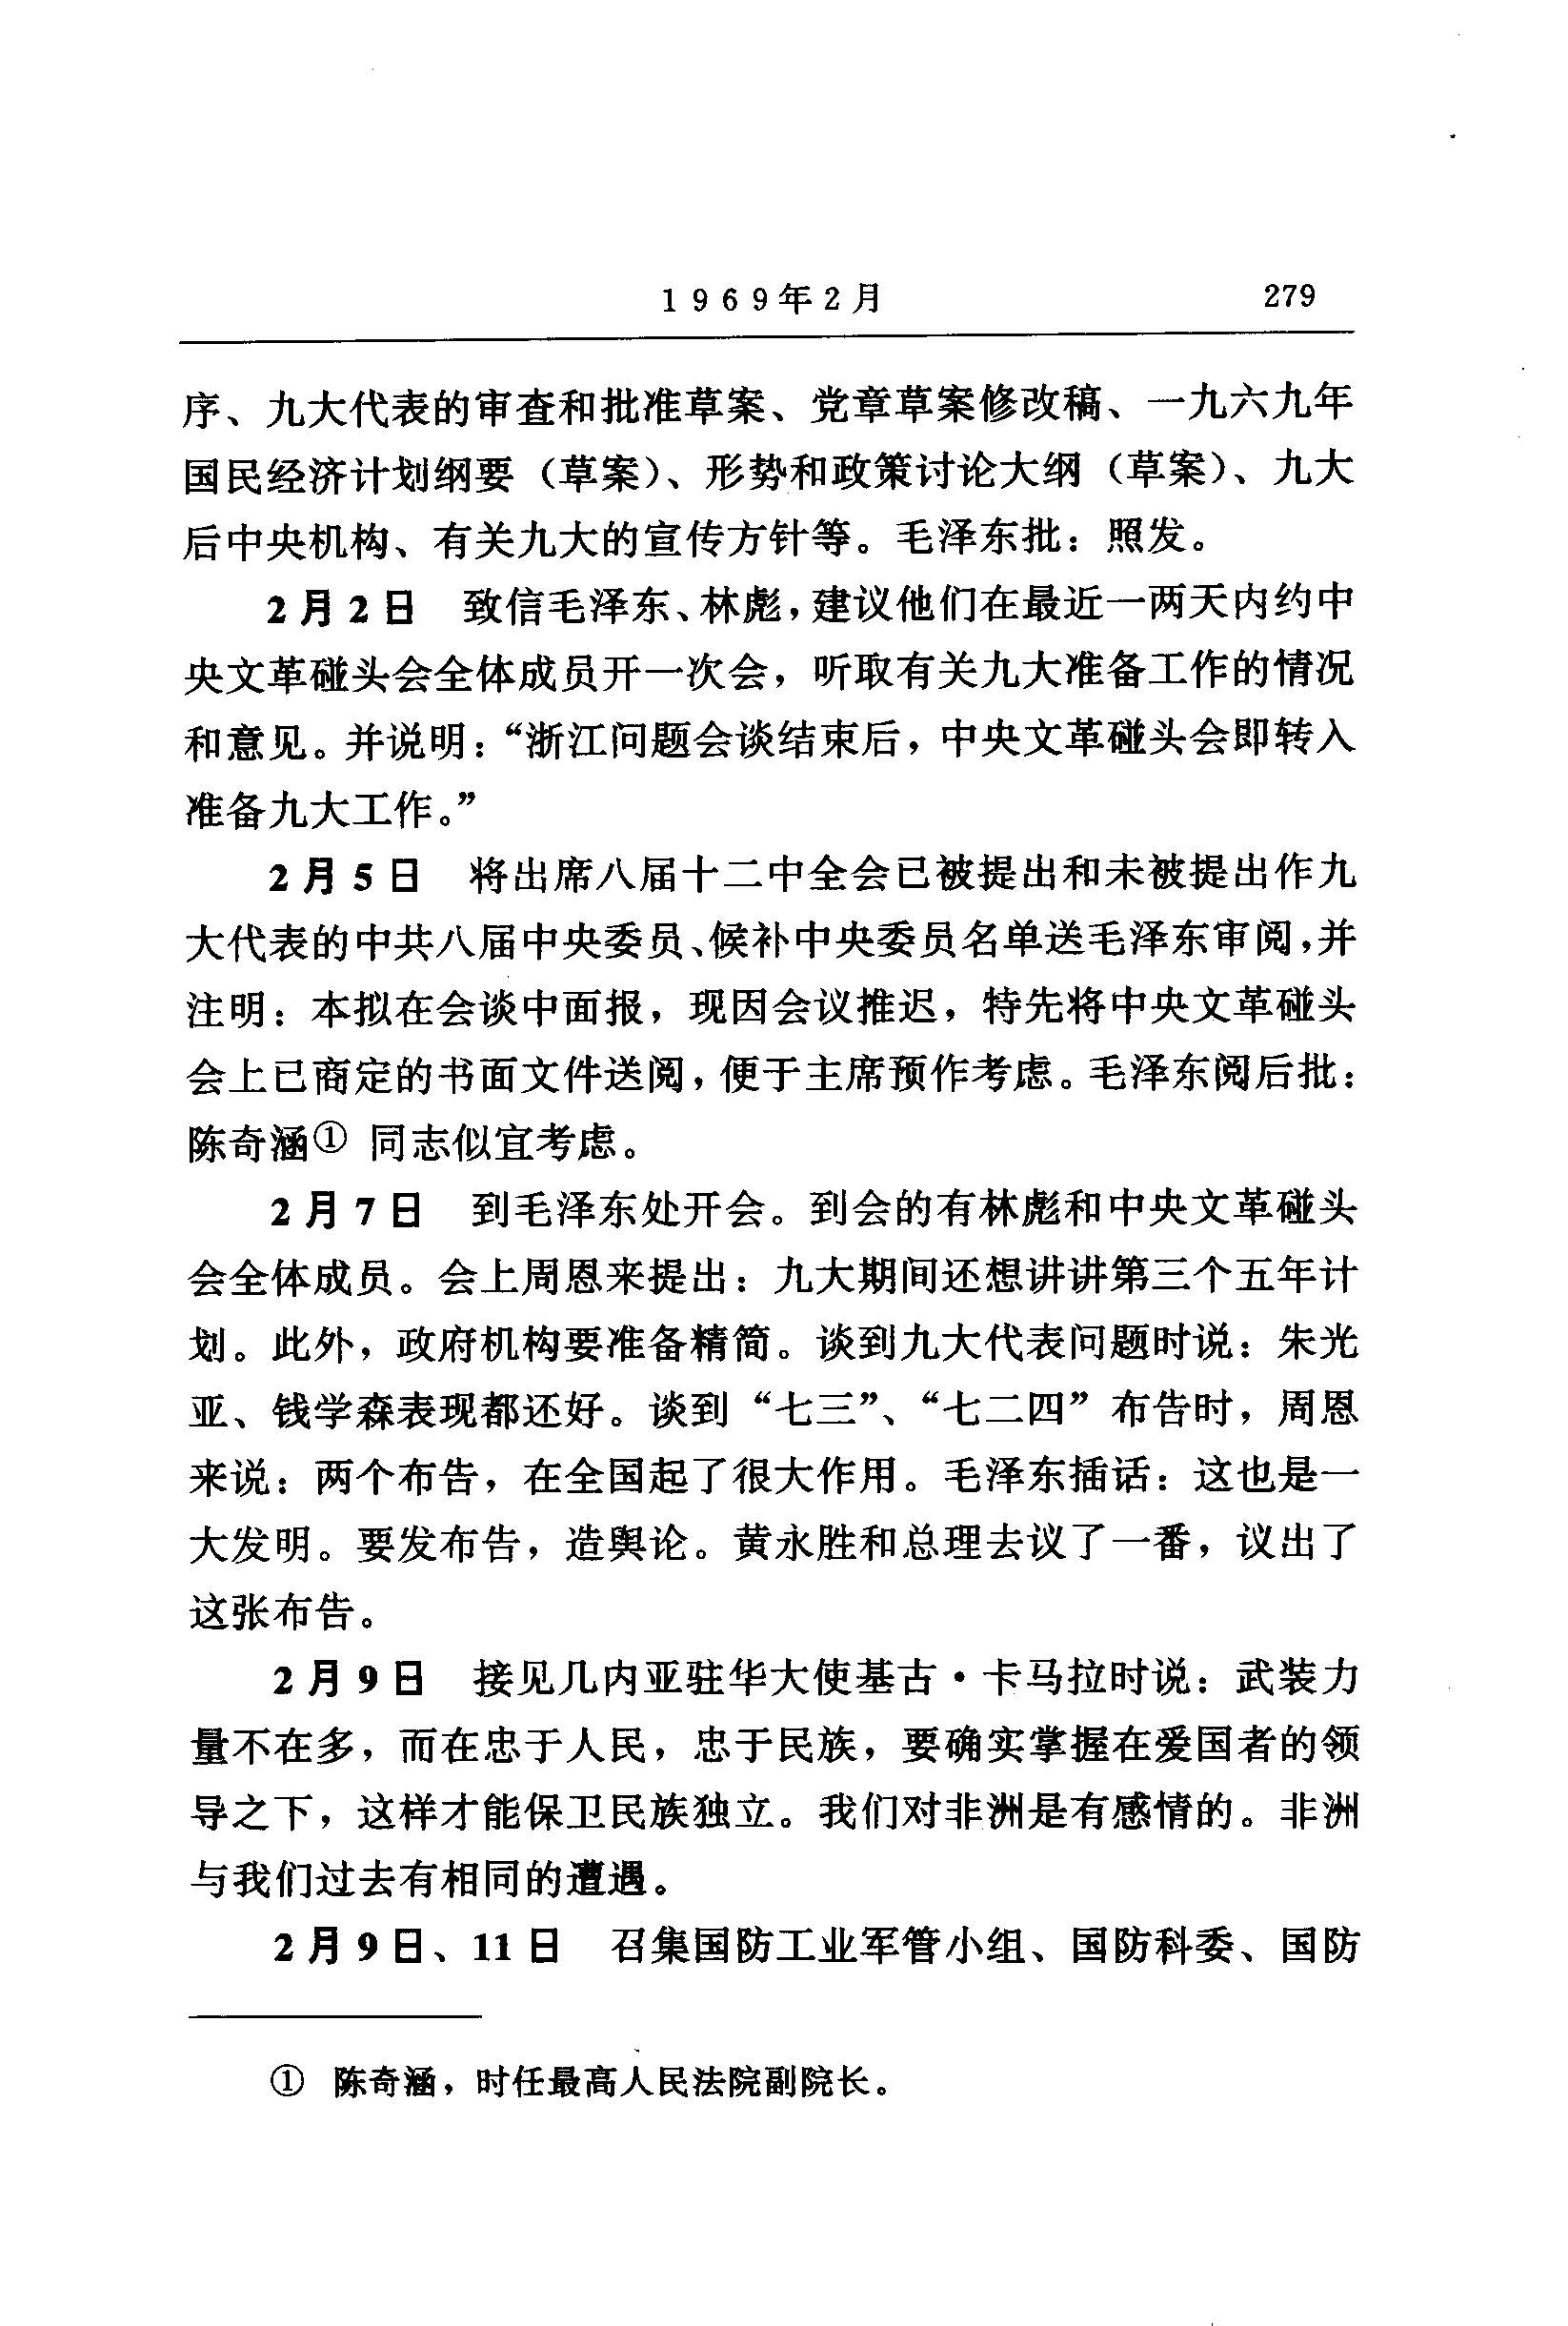 1969年2月 279
序、九大代表的审查和批准草案、党章草案修改稿、一九六九年
国民经济计划纲要（草案）、形势和政策讨论大纲（草案）、九大
后中央机构、有关九大的宣传方针等。毛泽东批：照发。
2月2日 致信毛泽东、林彪，建议他们在最近一两天内约中
央文革碰头会全体成员开一次会，听取有关九大准备工作的情况
和意见。并说明：“浙江问题会谈结束后，中央文革碰头会即转入
准备九大工作。”
2月5日 将出席八届十二中全会已被提出和未被提出作九
大代表的中共八届中央委员、候补中央委员名单送毛泽东审阅，并
注明：本拟在会谈中面报，现因会议推迟，特先将中央文革碰头
会上已商定的书面文件送阅，便于主席预作考虑。毛泽东阅后批：
陈奇涵① 同志似宜考虑。
2月7日 到毛泽东处开会。到会的有林彪和中央文革碰头
会全体成员。会上周恩来提出：九大期间还想讲讲第三个五年计
划。此外，政府机构要准备精简。谈到九大代表问题时说：朱光
亚、钱学森表现都还好。谈到“七三”、“七二四”布告时，周恩
来说：两个布告，在全国起了很大作用。毛泽东插话：这也是一
大发明。要发布告，造舆论。黄永胜和总理去议了一番，议出了
这张布告。
2月9日 接见几内亚驻华大使基古·卡马拉时说：武装力
量不在多，而在忠于人民，忠于民族，要确实掌握在爱国者的领
导之下，这样才能保卫民族独立。我们对非洲是有感情的。非洲
与我们过去有相同的遭遇。
2月9日、11日 召集国防工业军管小组、国防科委、国防
① 陈奇涵，时任最高人民法院副院长。